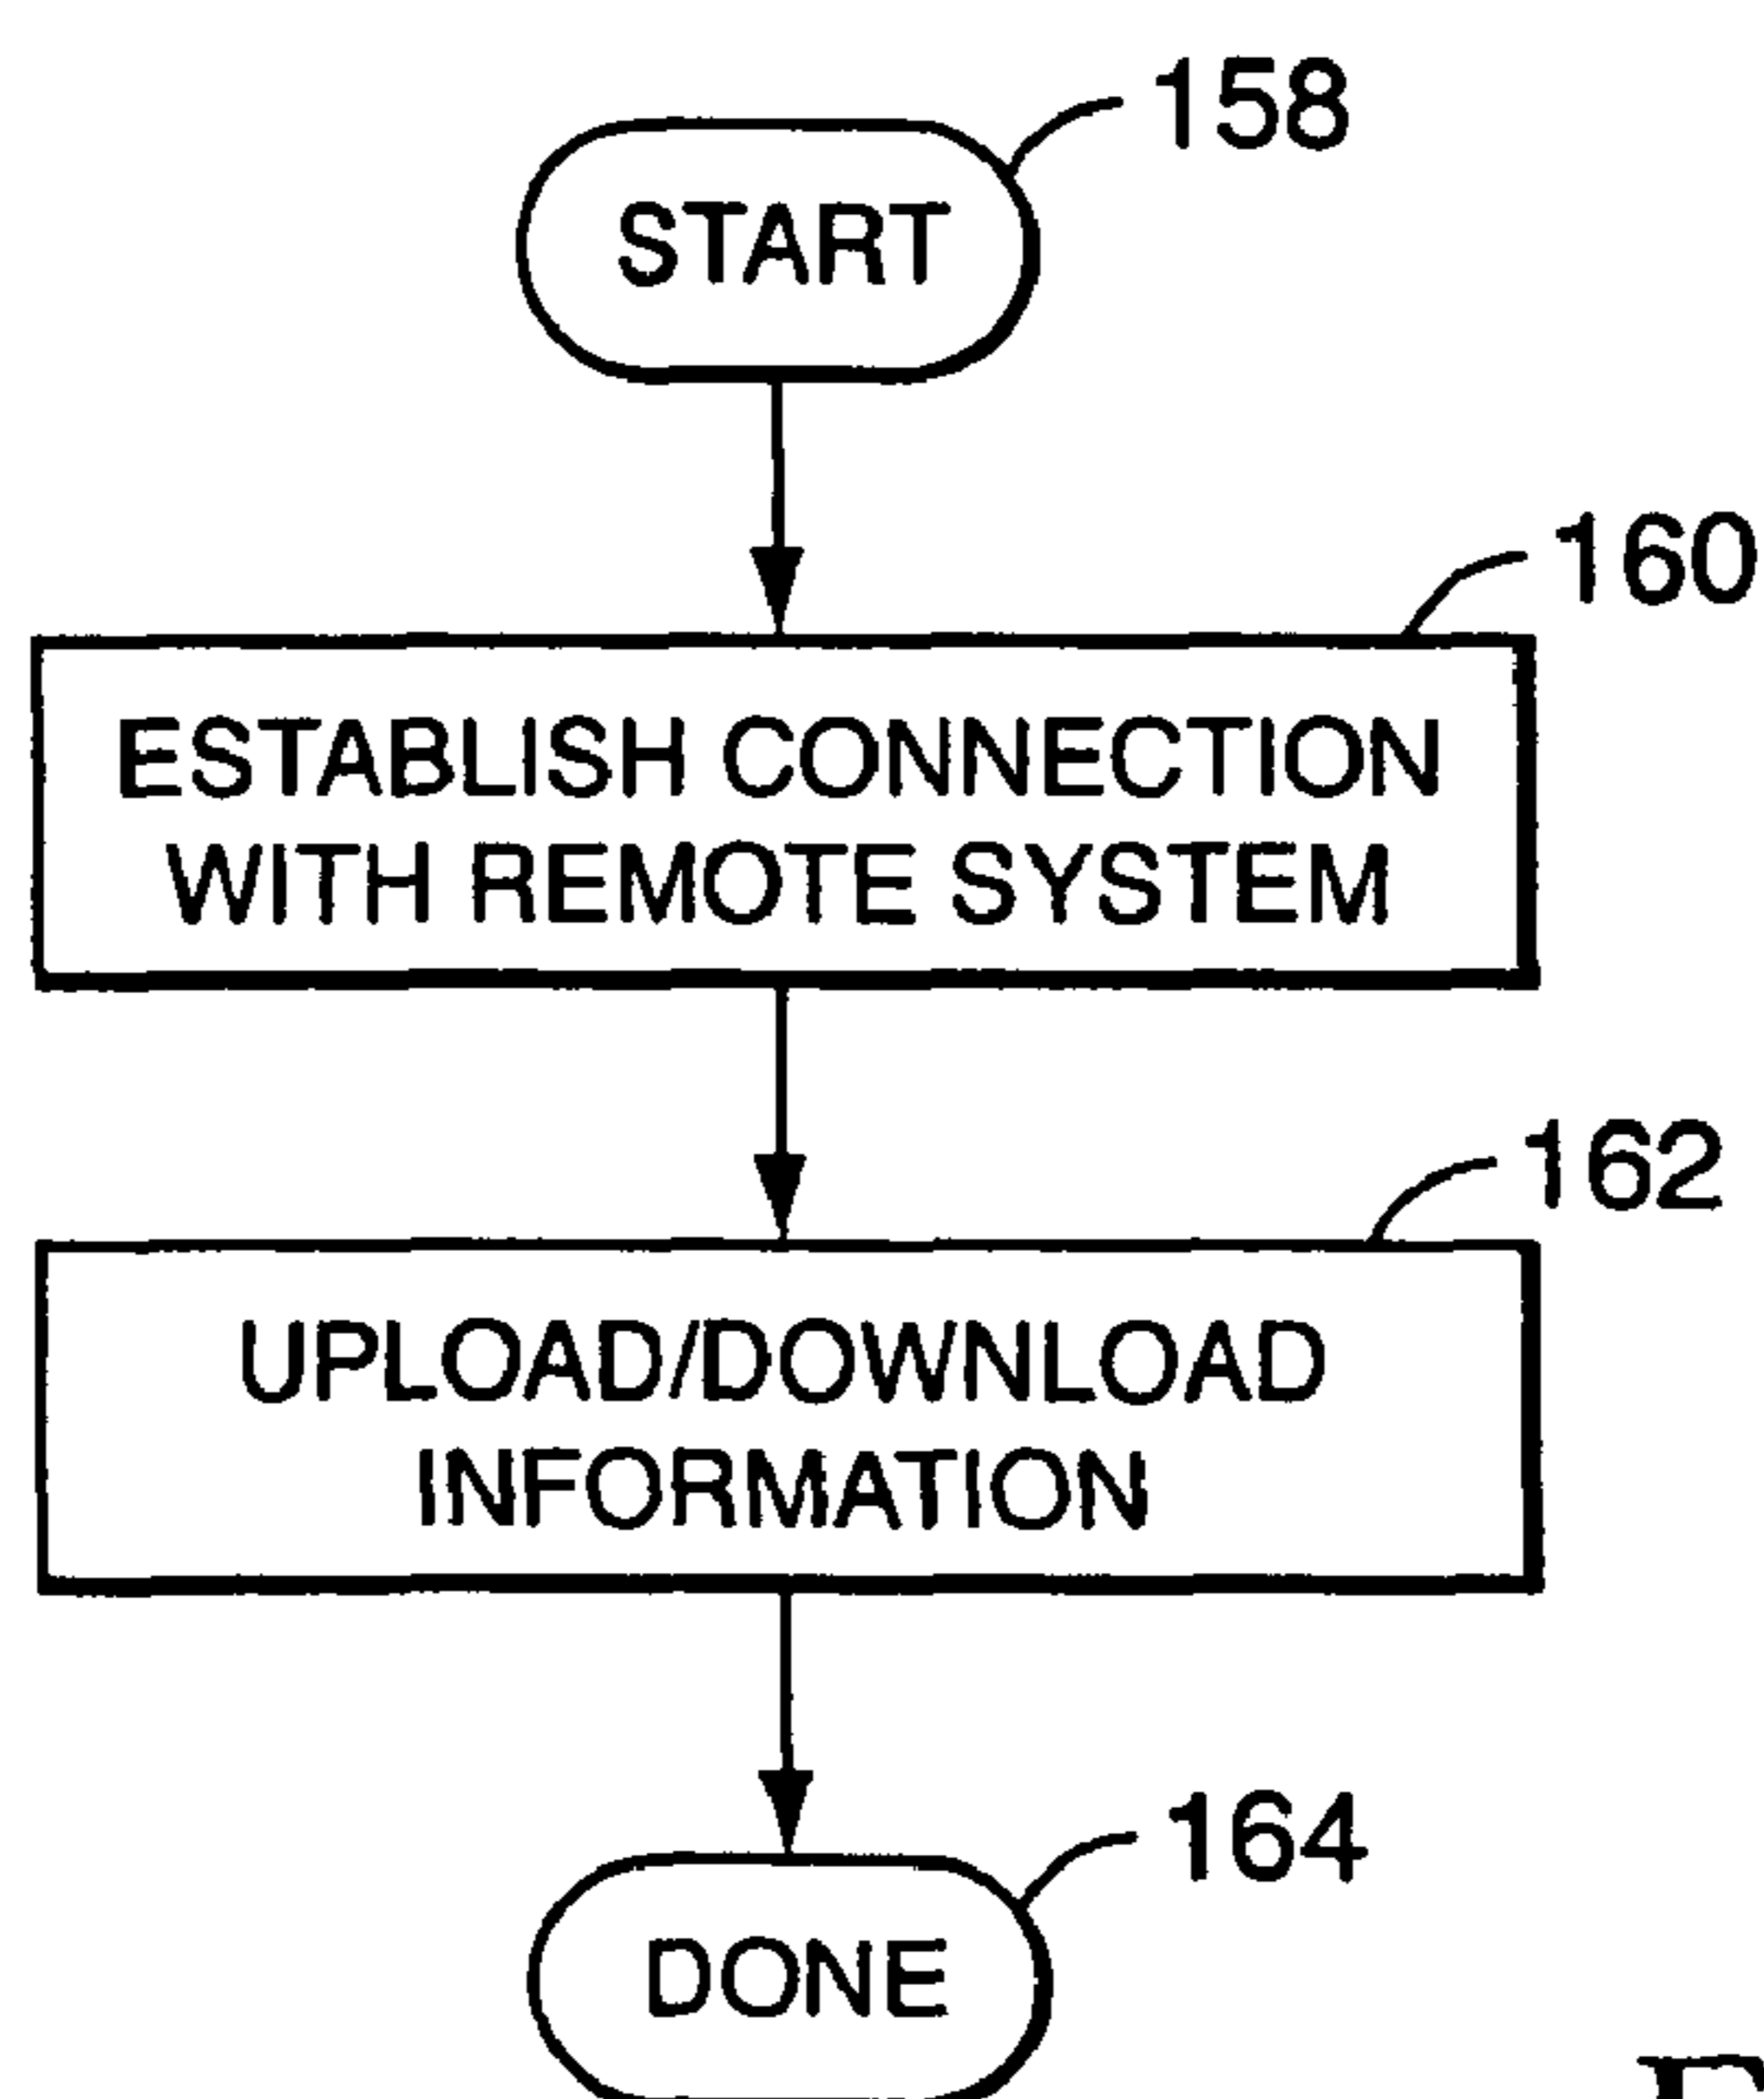 158
START
160
ESTABLISH CONNECTION
WITH REMOTE SYSTEM
162
UPLOAD/DOWNLOAD
INFORMATION
164
DONE